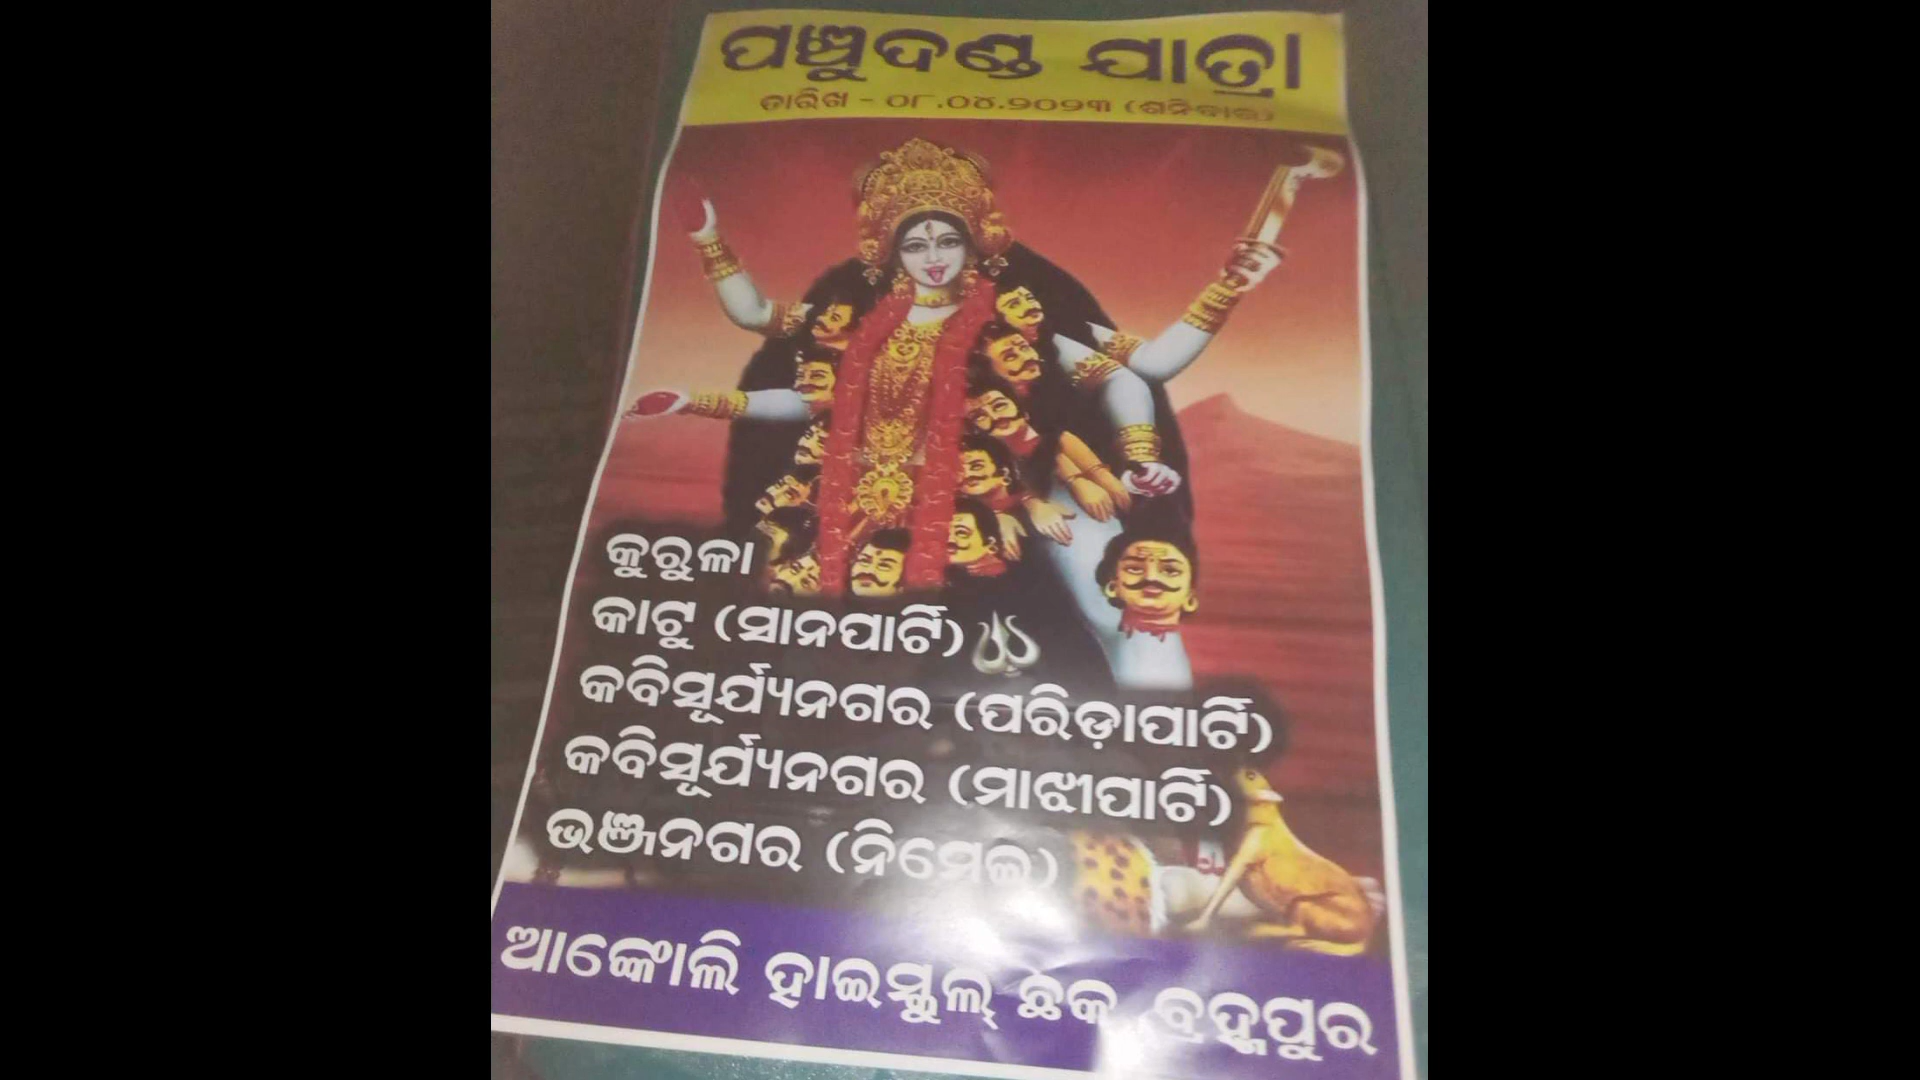 ପଞ୍ଚୁଦଣ୍ଡ ଯାତ୍ରା
ତାରିଖ - ୦୮.୦୪.୨୦୨୩ (ଶନିବାର)
କୁରୁଳା
କାଟୁ (ସାନପାର୍ଟି)
କବିସୂର୍ଯ୍ୟନଗର (ପରିଡ଼ାପାର୍ଟି)
କବିସୂର୍ଯ୍ୟନଗର (ମାଝୀପାର୍ଟି)
ଭଞ୍ଜନଗର
ଆଙ୍କୋଲି ହାଇସ୍କୁଲ୍ ଛକ ବ୍ରହ୍ମପୁର